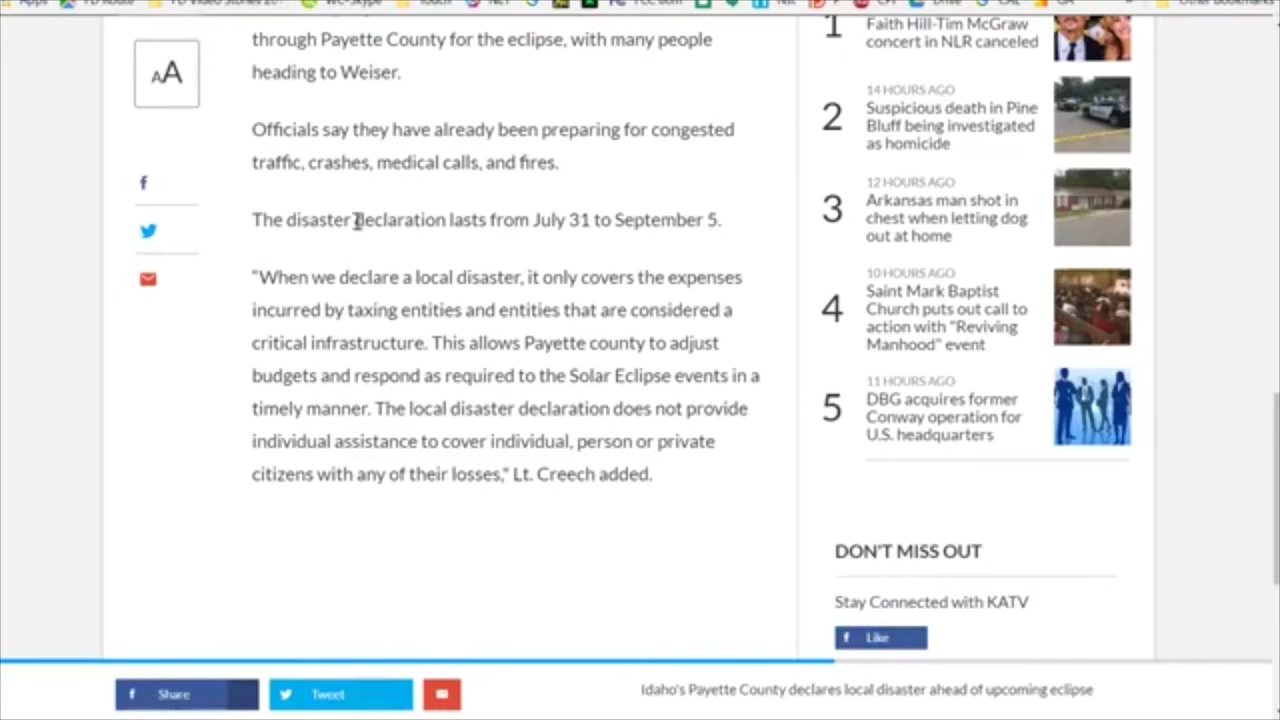 Apps
Drive
through Payette County for the eclipse, with many people
heading to Weiser.
Officials say they have already been preparing for congested
traffic, crashes, medical calls, and fires.
The disaster declaration lasts from July 31 to September 5.
"When we declare a local disaster, it only covers the expenses
incurred by taxing entities and entities that are considered a
critical infrastructure. This allows Payette county to adjust
budgets and respond as required to the Solar Eclipse events in a
timely manner. The local disaster declaration does not provide
individual assistance to cover individual, person or private
citizens with any of their losses," Lt. Creech added.
AA
1
Faith Hill-Tim McGraw
concert in NLR canceled
2
14 HOURS AGO
Suspicious death in Pine
Bluff being investigated
as homicide
3
12 HOURS AGO
Arkansas man shot in
chest when letting dog
out at home
4
10 HOURS AGO
Saint Mark Baptist
Church puts out call to
action with "Reviving
Manhood" event
5
11 HOURS AGO
DBG acquires former
Conway operation for
U.S. headquarters
DON'T MISS OUT
Stay Connected with KATV
f Like
f Share
Tweet
Idaho's Payette County declares local disaster ahead of upcoming eclipse